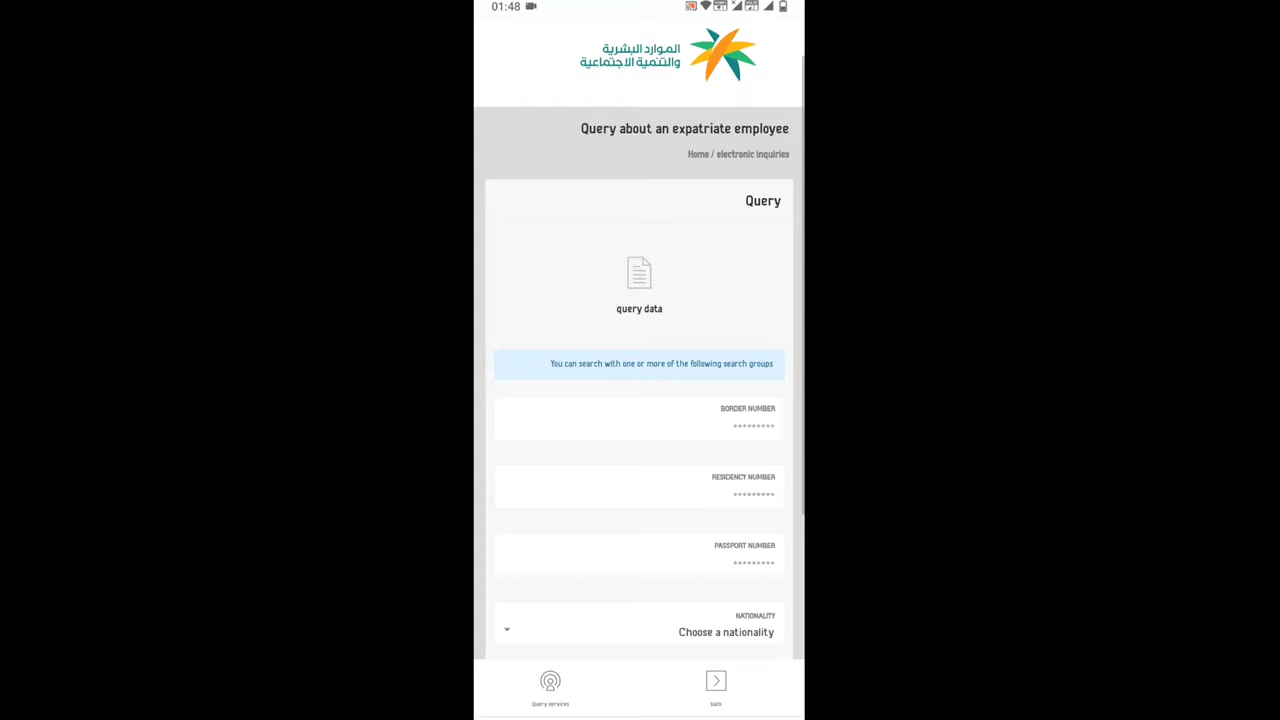 01:48
الموارد البشرية
والتنمية الاجتماعية
Query about an expatriate employee
Home / electronic inquiries
Query
query data
You can search with one or more of the following search groups
BORDER NUMBER
*********
RESIDENCY NUMBER
*********
PASSPORT NUMBER
*********
NATIONALITY
Choose a nationality
Query services
back